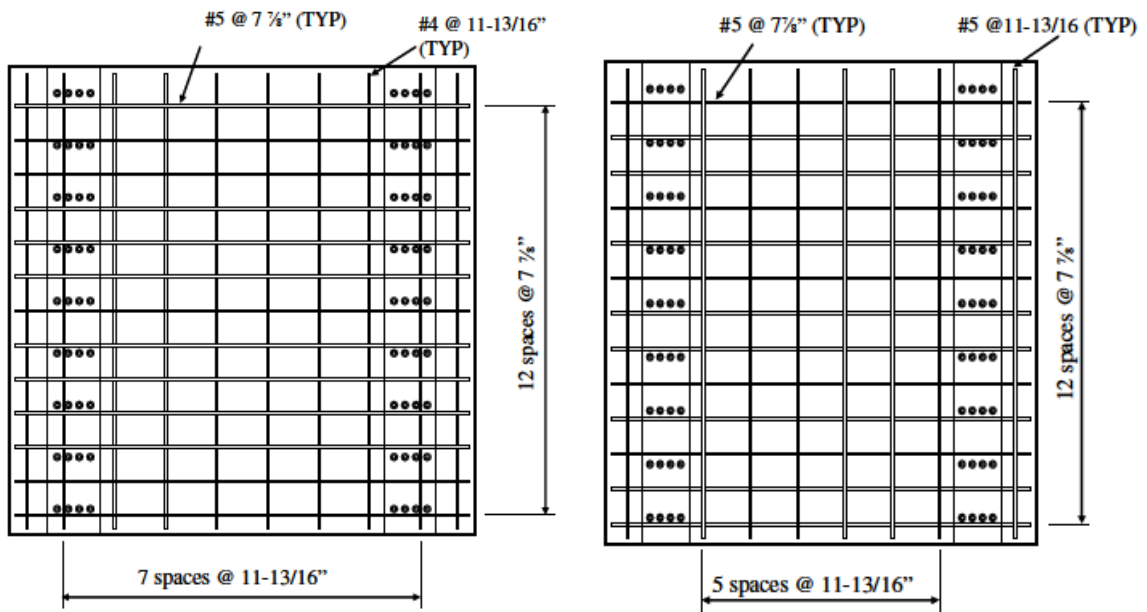 #5 @ 7 ⅞” (TYP)
#4 @ 11-13/16”
(TYP)
12 spaces @ 7 ⅞”
7 spaces @ 11-13/16”
#5 @ 7⅞” (TYP)
#5 @11-13/16 (TYP)
12 spaces @ 7 ⅞”
5 spaces @ 11-13/16”